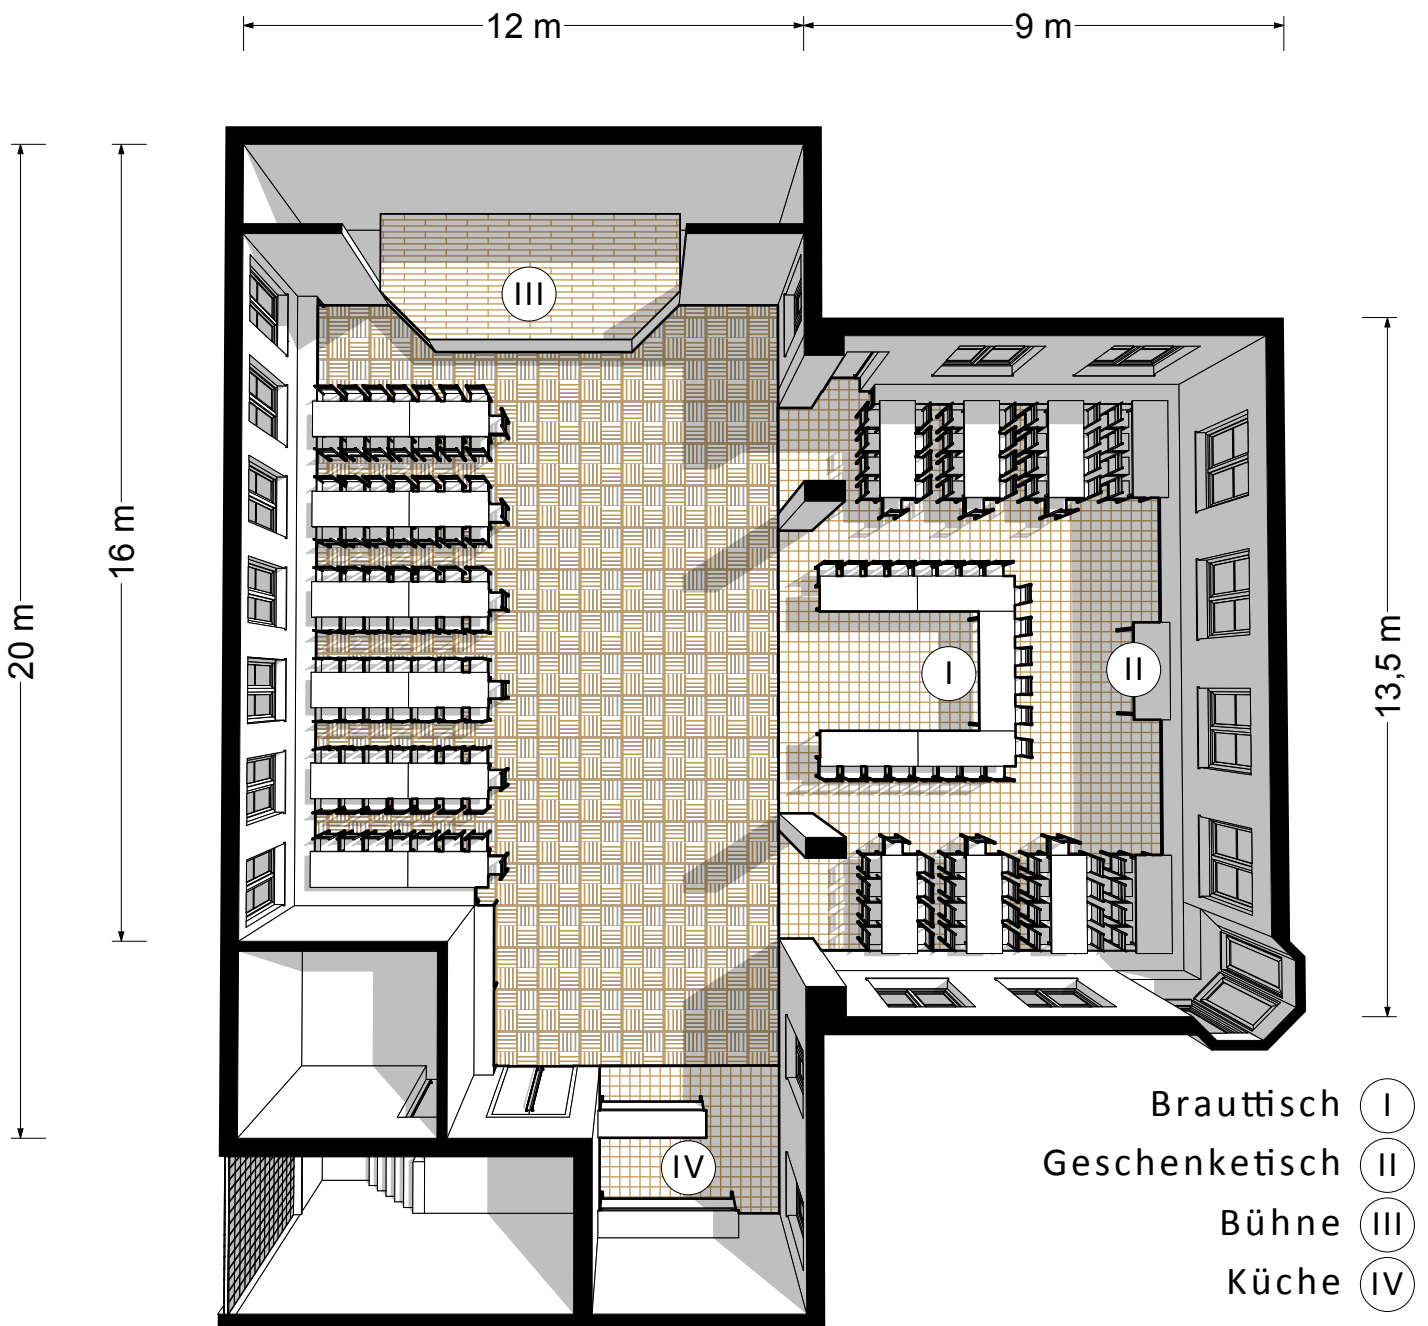 12 m
9 m
20 m
16 m
13,5 m
III
I
II
IV
Brauttisch I
Geschenketisch II
Bühne III
Küche IV